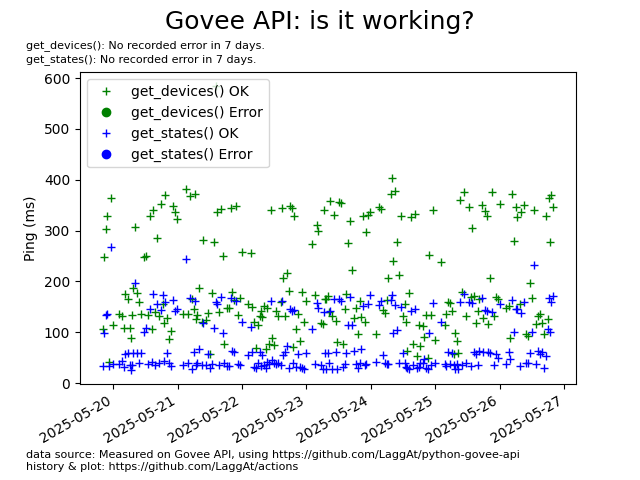 Govee API: is it working?
get_devices(): No recorded error in 7 days.
get_states(): No recorded error in 7 days.
600
500
400
300
200
100
0
Ping (ms)
get_devices() OK
get_devices() Error
get_states() OK
get_states() Error
2025-05-20
2025-05-21
2025-05-22
2025-05-23
2025-05-24
2025-05-25
2025-05-26
2025-05-27
data source: Measured on Govee API, using https://github.com/LaggAt/python-govee-api
history & plot: https://github.com/LaggAt/actions